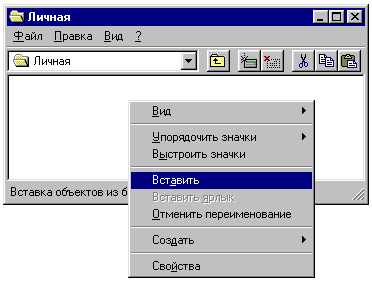 Личная
Файл Правка Вид ?
Личная
Вид
Упорядочить значки
Выстроить значки
Вставить
Вставить ярлык
Отменить переименование
Создать
Свойства
Вставка объектов из б